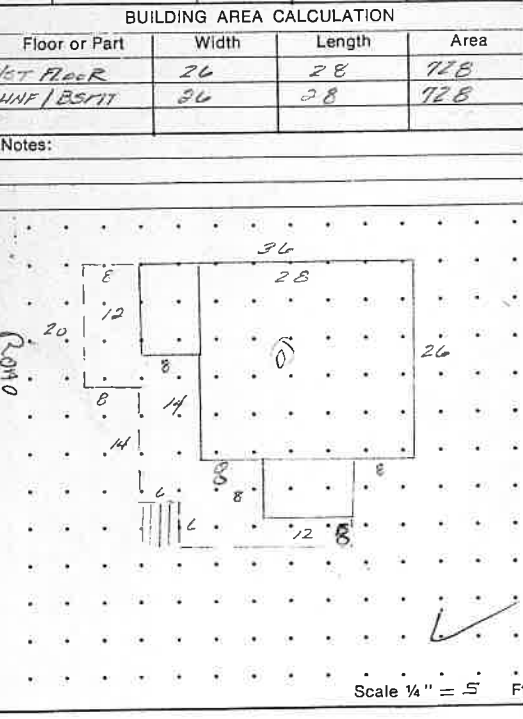 BUILDING AREA CALCULATION
Floor or Part Width Length Area
1ST FLOOR 26 28 728
UNF / BSMT 26 28 728
Notes:
36
8 28
12
20
ROAD
26
8
8 14
14
8 8
8
6
6
12 8
Scale 1/4" = 5 F